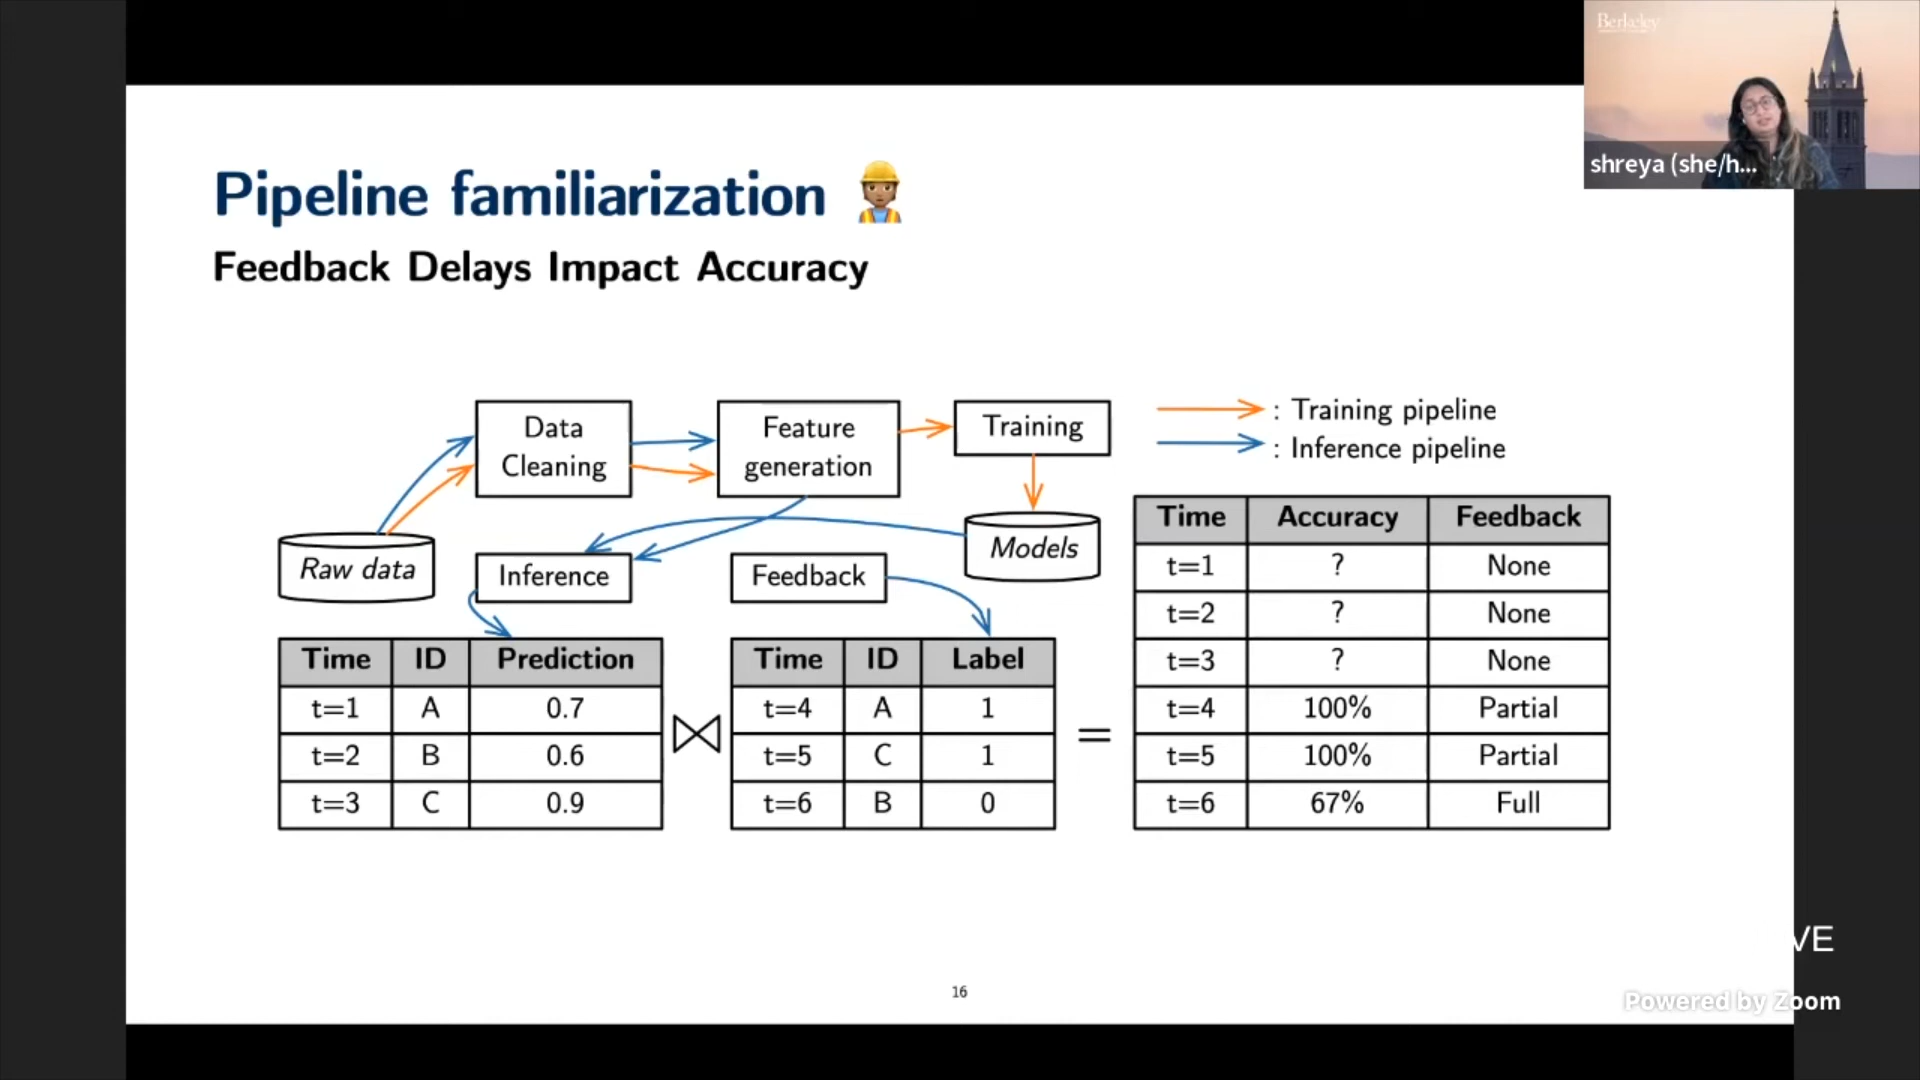 Berkeley
shreya (she/h...
Pipeline familiarization
Feedback Delays Impact Accuracy
Data Cleaning
Feature generation
Training
: Training pipeline
: Inference pipeline
Raw data
Inference
Feedback
Models
Time ID Prediction
t=1 A 0.7
t=2 B 0.6
t=3 C 0.9
⋈
Time ID Label
t=4 A 1
t=5 C 1
t=6 B 0
=
Time Accuracy Feedback
t=1 ? None
t=2 ? None
t=3 ? None
t=4 100% Partial
t=5 100% Partial
t=6 67% Full
VE
16
Powered by Zoom